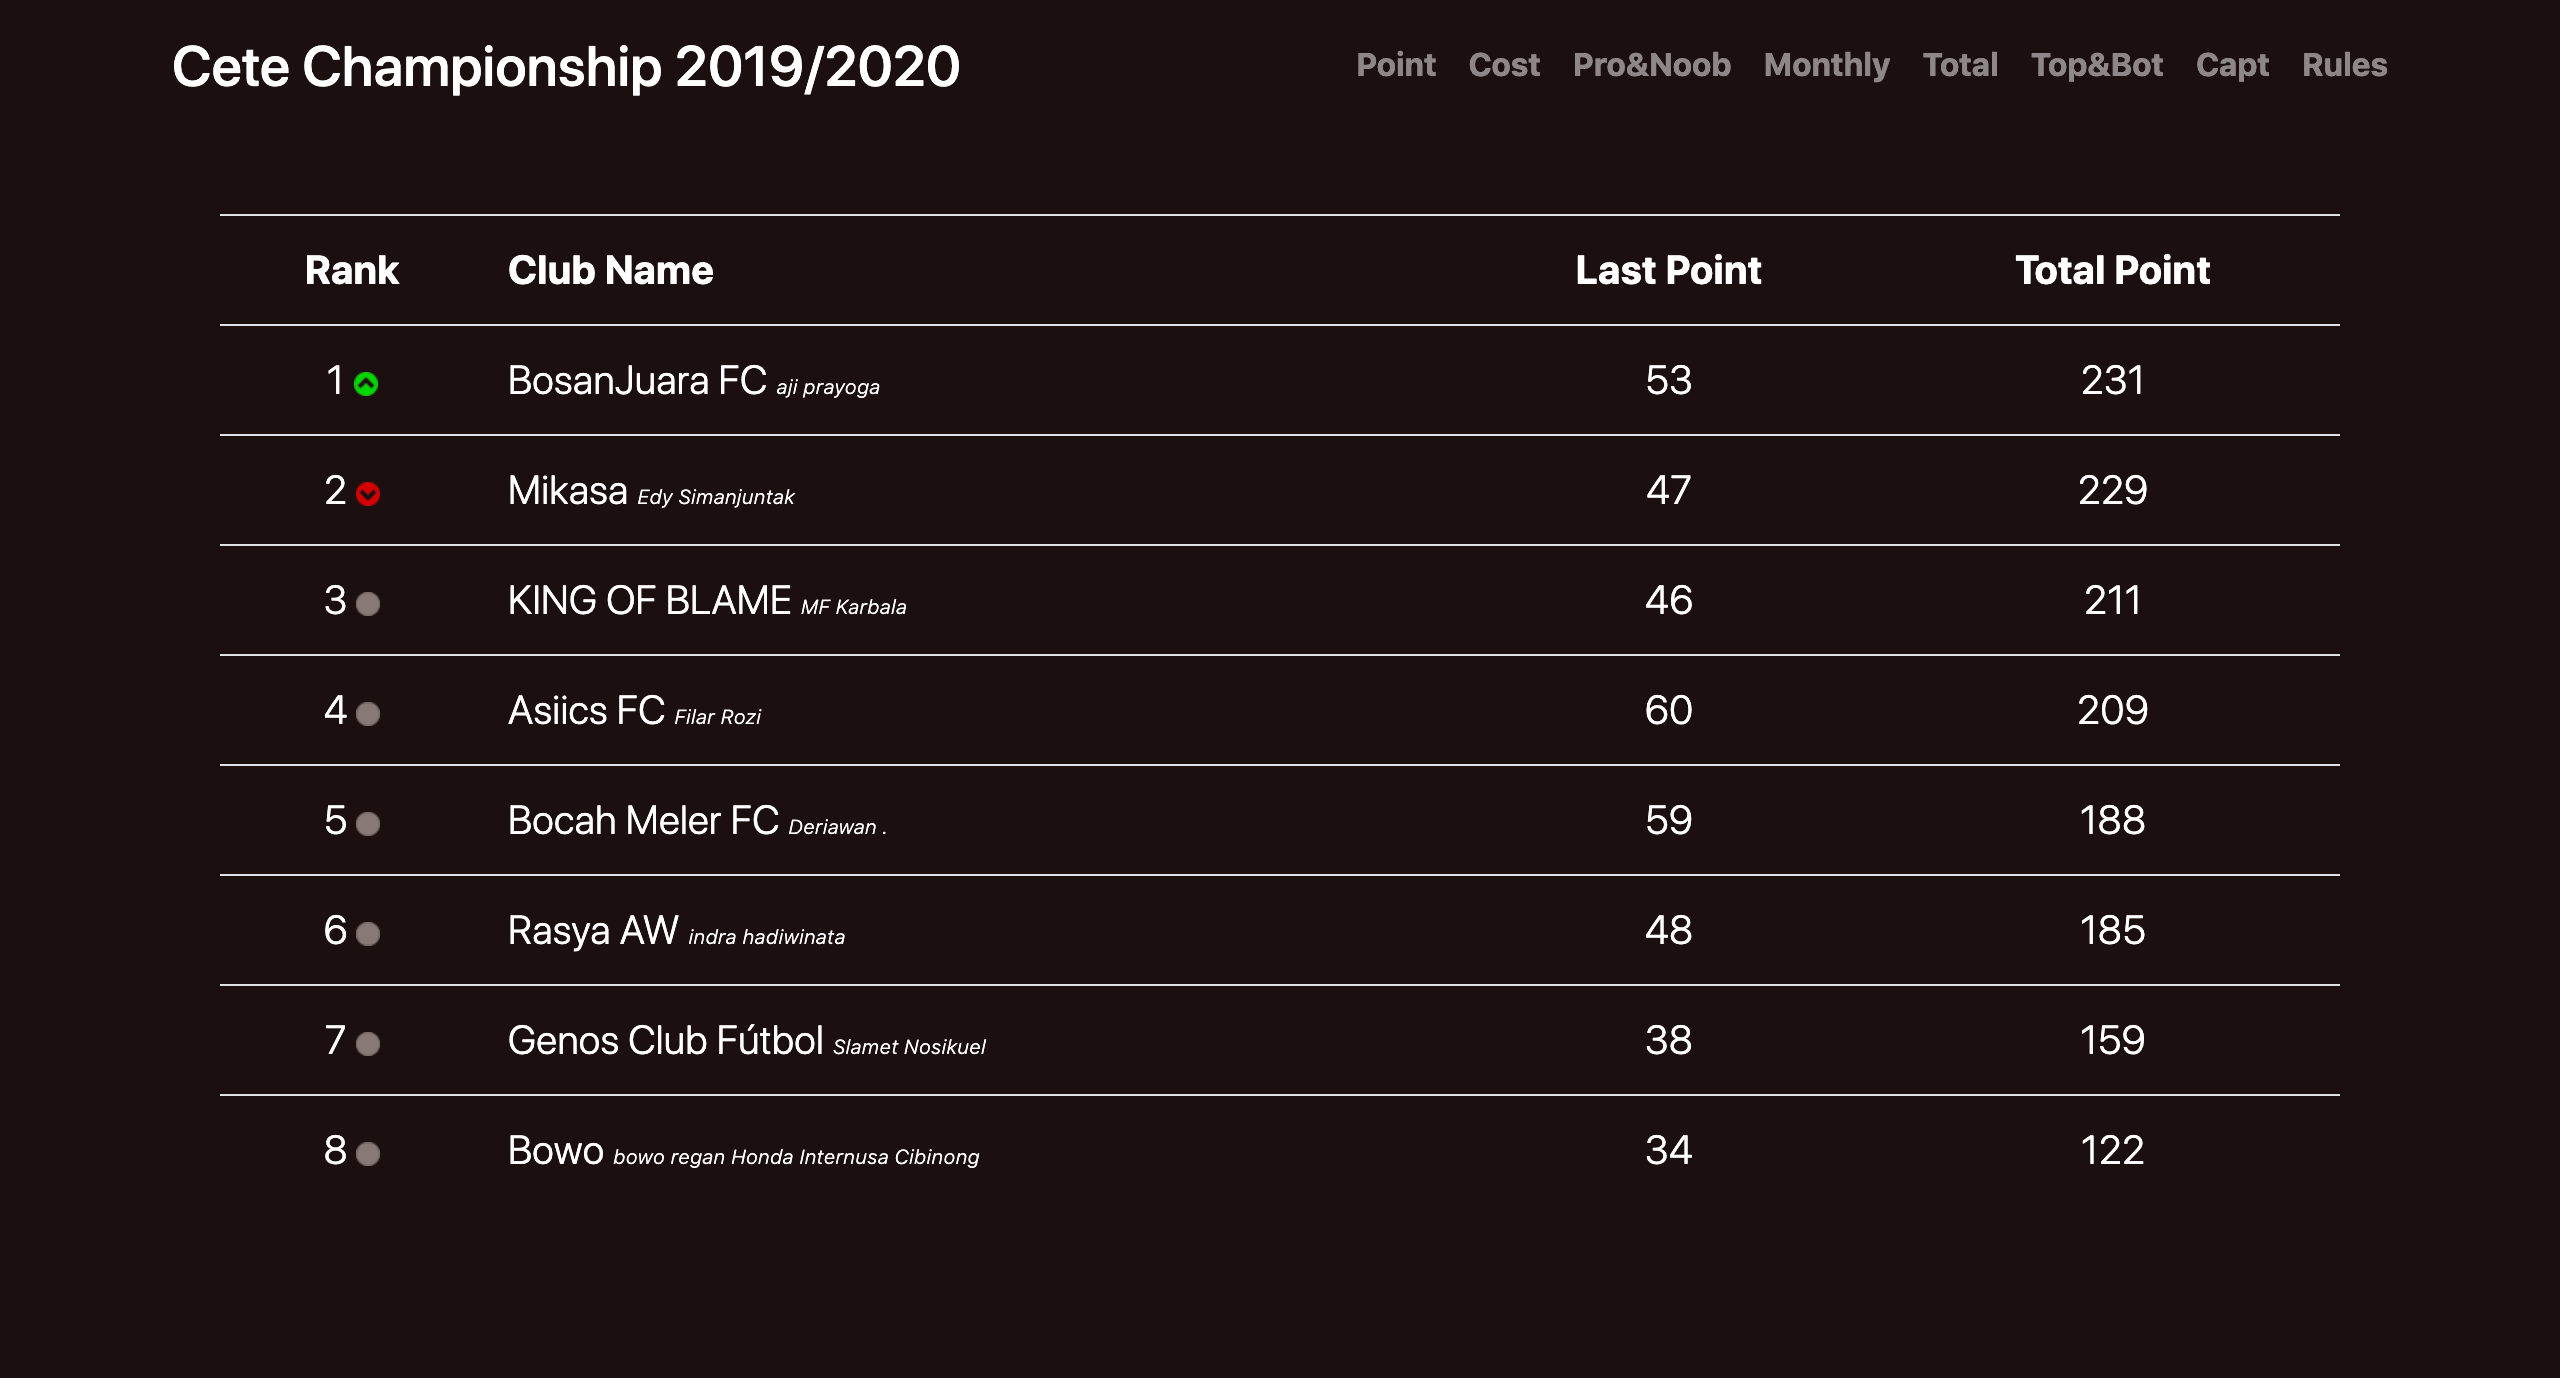 Cete Championship 2019/2020 Point Cost Pro&Noob Monthly Total Top&Bot Capt Rules
Rank Club Name Last Point Total Point
1 BosanJuara FC aji prayoga 53 231
2 Mikasa Edy Simanjuntak 47 229
3 KING OF BLAME MF Karbala 46 211
4 Asiics FC Filar Rozi 60 209
5 Bocah Meler FC Deriawan . 59 188
6 Rasya AW indra hadiwinata 48 185
7 Genos Club Fútbol Slamet Nosikuel 38 159
8 Bowo bowo regan Honda Internusa Cibinong 34 122